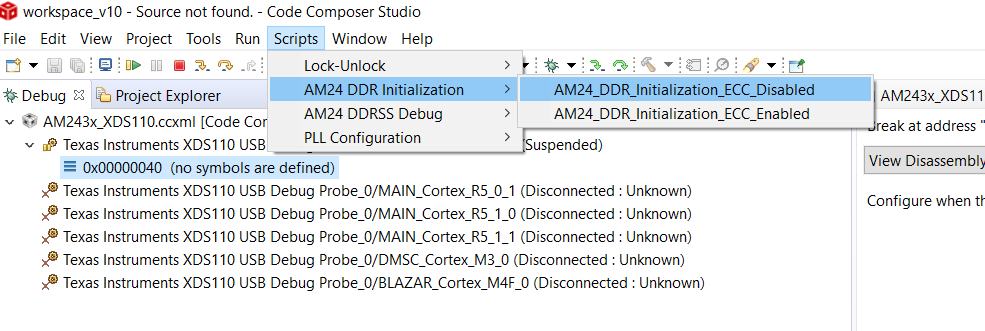 workspace_v10 - Source not found. - Code Composer Studio
File Edit View Project Tools Run Scripts Window Help
Lock-Unlock
AM24 DDR Initialization
AM24 DDRSS Debug
PLL Configuration
AM24_DDR_Initialization_ECC_Disabled
AM24_DDR_Initialization_ECC_Enabled
Debug Project Explorer
AM243x_XDS110.ccxml [Code Con
Texas Instruments XDS110 USB Debug Probe_0/MAIN_Cortex_R5_0_0 (Suspended)
0x00000040 (no symbols are defined)
Texas Instruments XDS110 USB Debug Probe_0/MAIN_Cortex_R5_0_1 (Disconnected : Unknown)
Texas Instruments XDS110 USB Debug Probe_0/MAIN_Cortex_R5_1_0 (Disconnected : Unknown)
Texas Instruments XDS110 USB Debug Probe_0/MAIN_Cortex_R5_1_1 (Disconnected : Unknown)
Texas Instruments XDS110 USB Debug Probe_0/DMSC_Cortex_M3_0 (Disconnected : Unknown)
Texas Instruments XDS110 USB Debug Probe_0/BLAZAR_Cortex_M4F_0 (Disconnected : Unknown)
AM243x_XDS11
Break at address "
View Disassembly
Configure when th